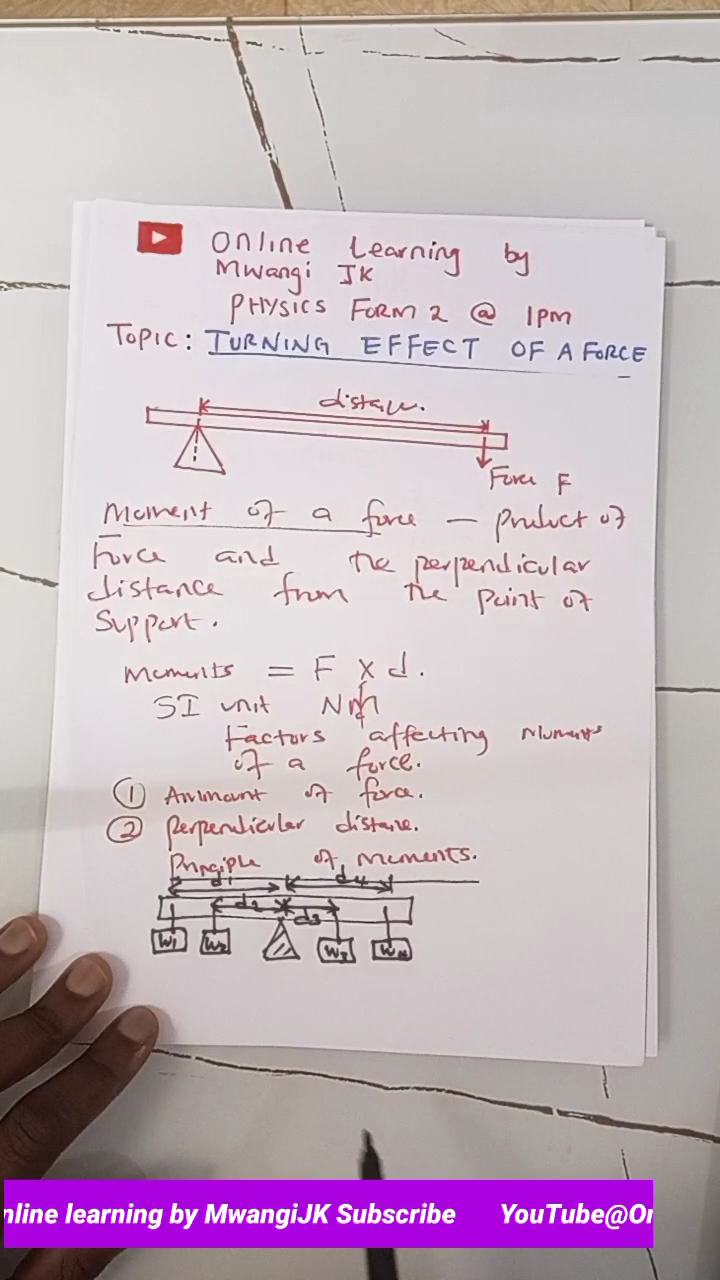 Online Learning by
Mwangi JK
PHYSICS FORM 2 @ 1pm
TOPIC: TURNING EFFECT OF A FORCE
distance.
Force F
Moment of a force — product of
Force and the perpendicular
distance from the point of
Support.
Moments = F x d.
SI unit Nm
Factors affecting Moments
of a force.
① Ammount of force.
② perpendicular distance.
Principle of moments.
d1 d4
d2 d3
W1 W2 W3 W4
nline learning by MwangiJK Subscribe YouTube@Or